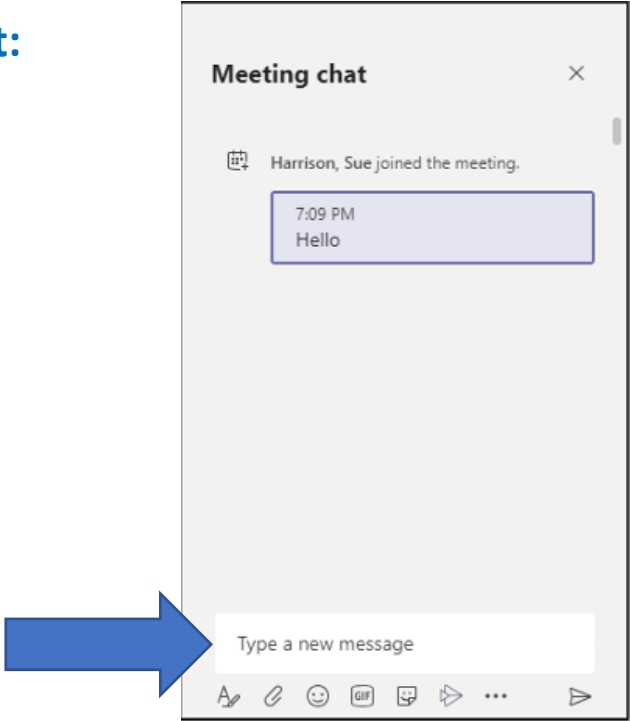 t:
Meeting chat
Harrison, Sue joined the meeting.
7:09 PM
Hello
Type a new message
GIF